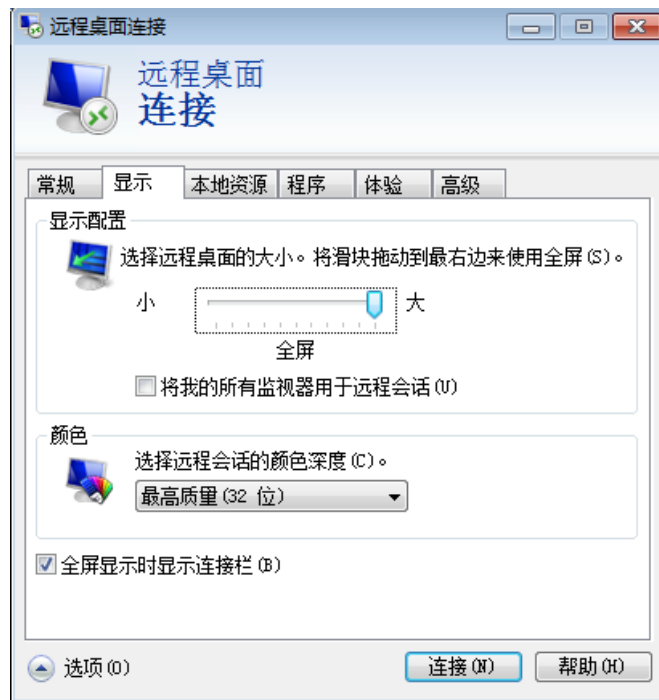 远程桌面连接
远程桌面
连接
常规 显示 本地资源 程序 体验 高级
显示配置
选择远程桌面的大小。将滑块拖动到最右边来使用全屏(S)。
小 大
全屏
将我的所有监视器用于远程会话(U)
颜色
选择远程会话的颜色深度(C)。
最高质量(32 位)
全屏显示时显示连接栏(B)
选项(O) 连接(N) 帮助(H)